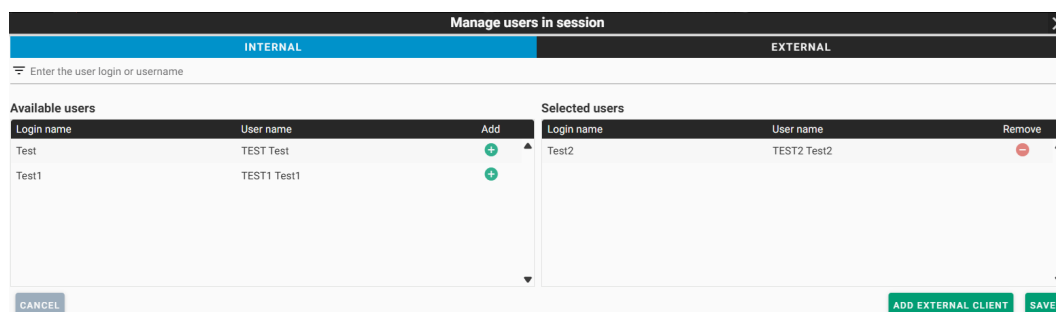 Manage users in session
INTERNAL EXTERNAL
Enter the user login or username
Available users Selected users
Login name User name Add Login name User name Remove
Test TEST Test Test2 TEST2 Test2
Test1 TEST1 Test1
CANCEL ADD EXTERNAL CLIENT SAVE